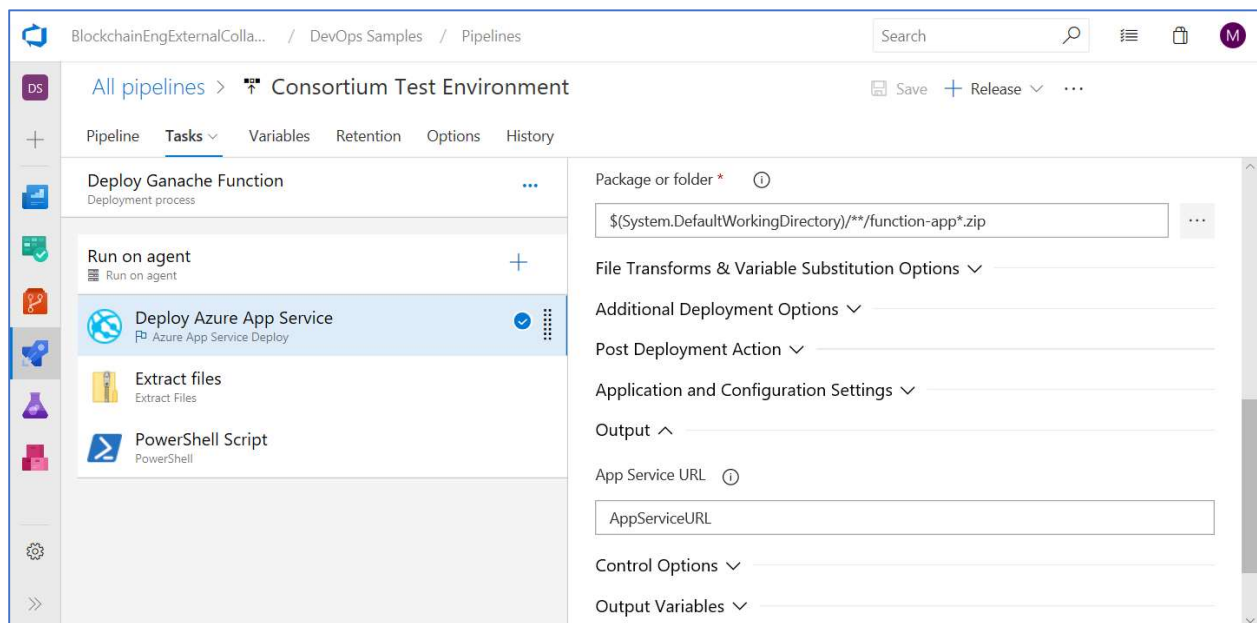 BlockchainEngExternalColla... / DevOps Samples / Pipelines
Search
M
DS
All pipelines > Consortium Test Environment
Save + Release ...
Pipeline Tasks Variables Retention Options History
Deploy Ganache Function
Deployment process
...
Run on agent
Run on agent
Deploy Azure App Service
Azure App Service Deploy
Extract files
Extract Files
PowerShell Script
PowerShell
Package or folder *
$(System.DefaultWorkingDirectory)/**/function-app*.zip
...
File Transforms & Variable Substitution Options
Additional Deployment Options
Post Deployment Action
Application and Configuration Settings
Output
App Service URL
AppServiceURL
Control Options
Output Variables